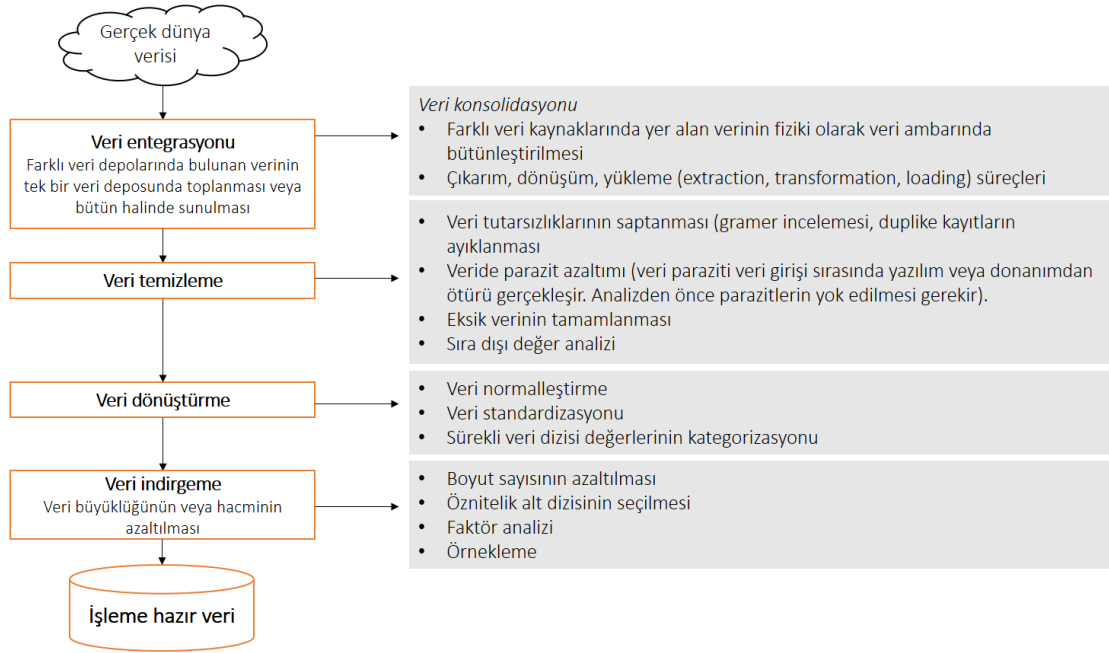 Gerçek dünya
verisi
Veri entegrasyonu
Farklı veri depolarında bulunan verinin
tek bir veri deposunda toplanması veya
bütün halinde sunulması
Veri konsolidasyonu
• Farklı veri kaynaklarında yer alan verinin fiziki olarak veri ambarında
bütünleştirilmesi
• Çıkarım, dönüşüm, yükleme (extraction, transformation, loading) süreçleri
Veri temizleme
• Veri tutarsızlıklarının saptanması (gramer incelemesi, duplike kayıtların
ayıklanması
• Veride parazit azaltımı (veri paraziti veri girişi sırasında yazılım veya donanımdan
ötürü gerçekleşir. Analizden önce parazitlerin yok edilmesi gerekir).
• Eksik verinin tamamlanması
• Sıra dışı değer analizi
Veri dönüştürme
• Veri normalleştirme
• Veri standardizasyonu
• Sürekli veri dizisi değerlerinin kategorizasyonu
Veri indirgeme
Veri büyüklüğünün veya hacminin
azaltılması
• Boyut sayısının azaltılması
• Öznitelik alt dizisinin seçilmesi
• Faktör analizi
• Örnekleme
İşleme hazır veri